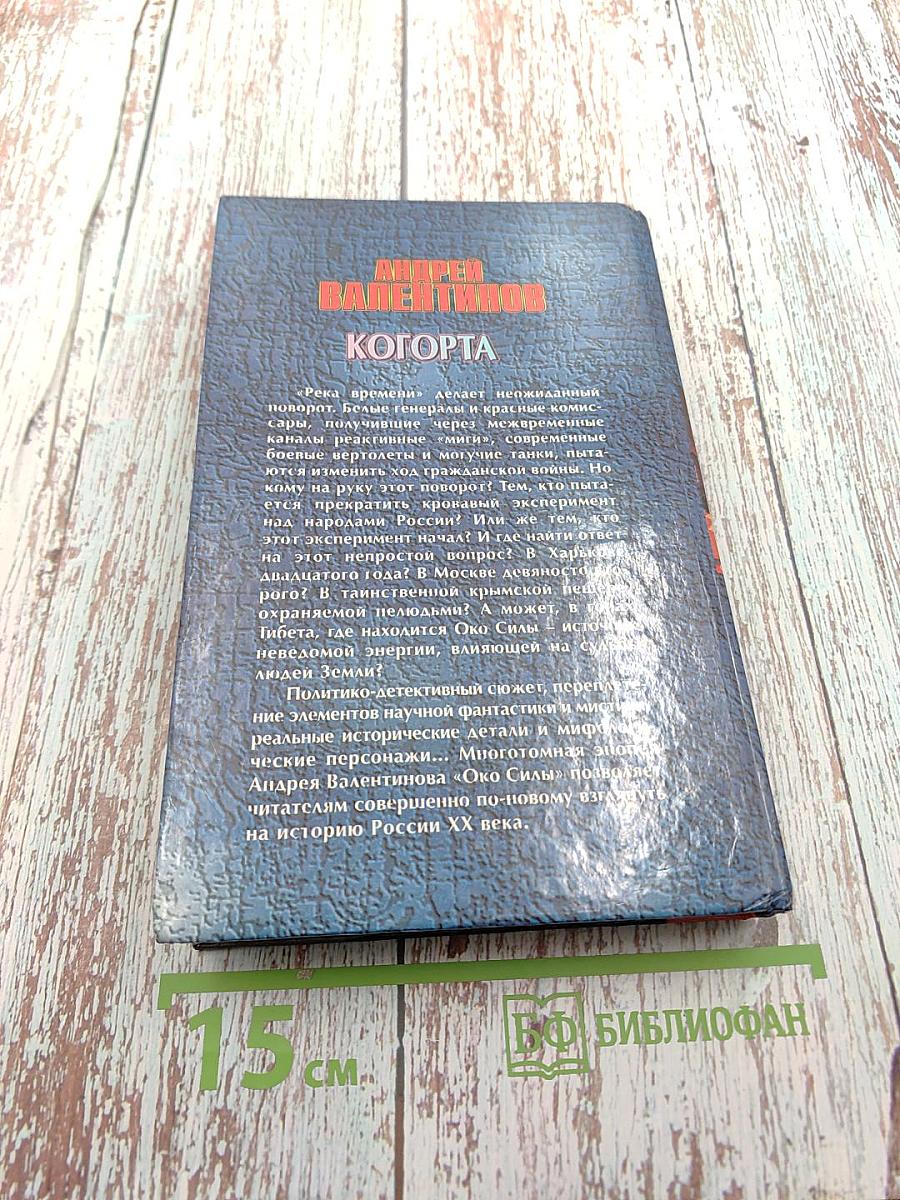 АНДРЕЙ
ВАЛЕНТИНОВ
КОГОРТА
«Река времени» делает неожиданный
поворот. Белые генералы и красные комис-
сары, получившие через межвременные
каналы реактивные «миги», современные
боевые вертолеты и могучие танки, пыта-
ются изменить ход гражданской войны. Но
кому на руку этот поворот? Тем, кто пыта-
ется прекратить кровавый эксперимент
над народами России? Или же тем, кто
этот эксперимент начал? И где найти ответ
на этот непростой вопрос? В
двадцатого года? В Москве
рого? В таинственной крымской
охраняемой нелюдьми? А может, в
Тибета, где находится Око Силы –
неведомой энергии, влияющей на
людей Земли?
Политико-детективный сюжет,
ние элементов научной фантастики и
реальные исторические детали и
ческие персонажи... Многотомная
Андрея Валентинова «Око Силы» позволяет
читателям совершенно по-новому взглянуть
на историю России XX века.
15 см
БФ БИБЛИОФАН